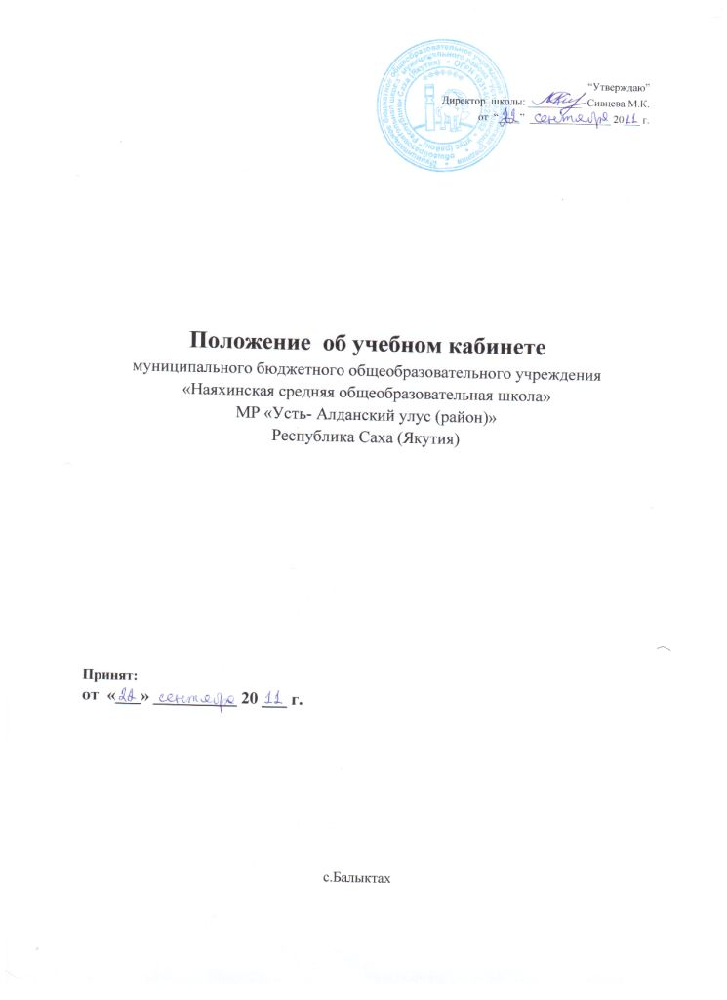 “Утверждаю”
Директор школы: ____________ Сивцева М.К.
от “22” сентября 2011 г.
Положение об учебном кабинете
муниципального бюджетного общеобразовательного учреждения
«Наяхинская средняя общеобразовательная школа»
МР «Усть- Алданский улус (район)»
Республика Саха (Якутия)
Принят:
от «22» сентября 20 11 г.
с.Балыктах